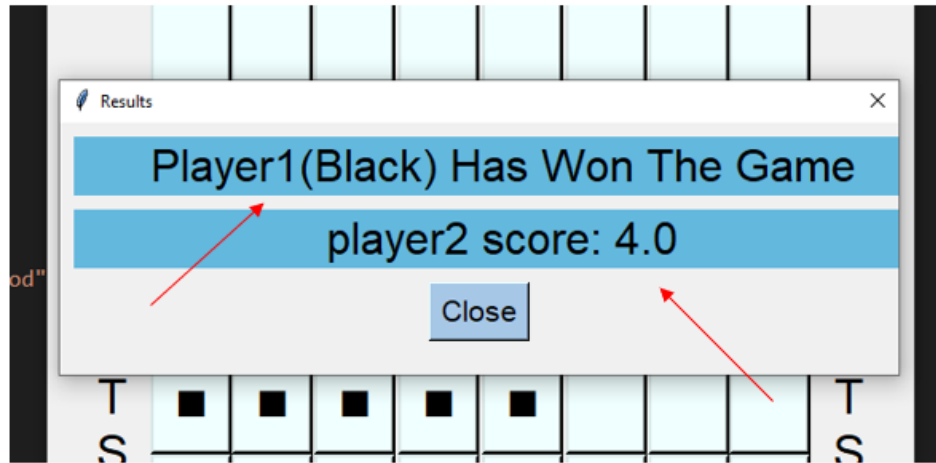 Results
Player1(Black) Has Won The Game
player2 score: 4.0
od"
Close
T T
S S